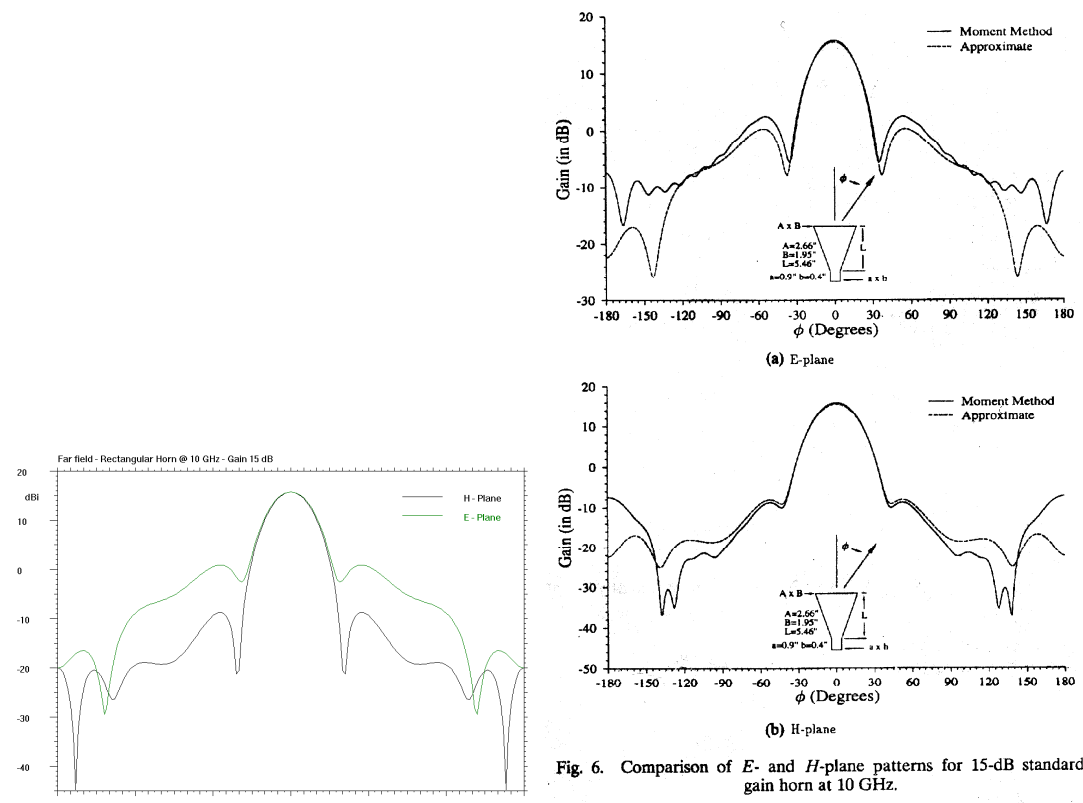 20
10
0
-10
-20
-30
Gain (in dB)
Moment Method
Approximate
ϕ
A x B
A=2.66"
B=1.95"
L=5.46"
a=0.9" b=0.4"
L
a x b
-180 -150 -120 -90 -60 -30 0 30 60 90 120 150 180
ϕ (Degrees)
(a) E-plane
20
10
0
-10
-20
-30
-40
-50
Gain (in dB)
Moment Method
Approximate
ϕ
A x B
A=2.66"
B=1.95"
L=5.46"
a=0.9" b=0.4"
L
a x b
-180 -150 -120 -90 -60 -30 0 30 60 90 120 150 180
ϕ (Degrees)
(b) H-plane
Fig. 6. Comparison of E- and H-plane patterns for 15-dB standard
gain horn at 10 GHz.
Far field - Rectangular Horn @ 10 GHz - Gain 15 dB
20
dBi
10
0
-10
-20
-30
-40
H - Plane
E - Plane